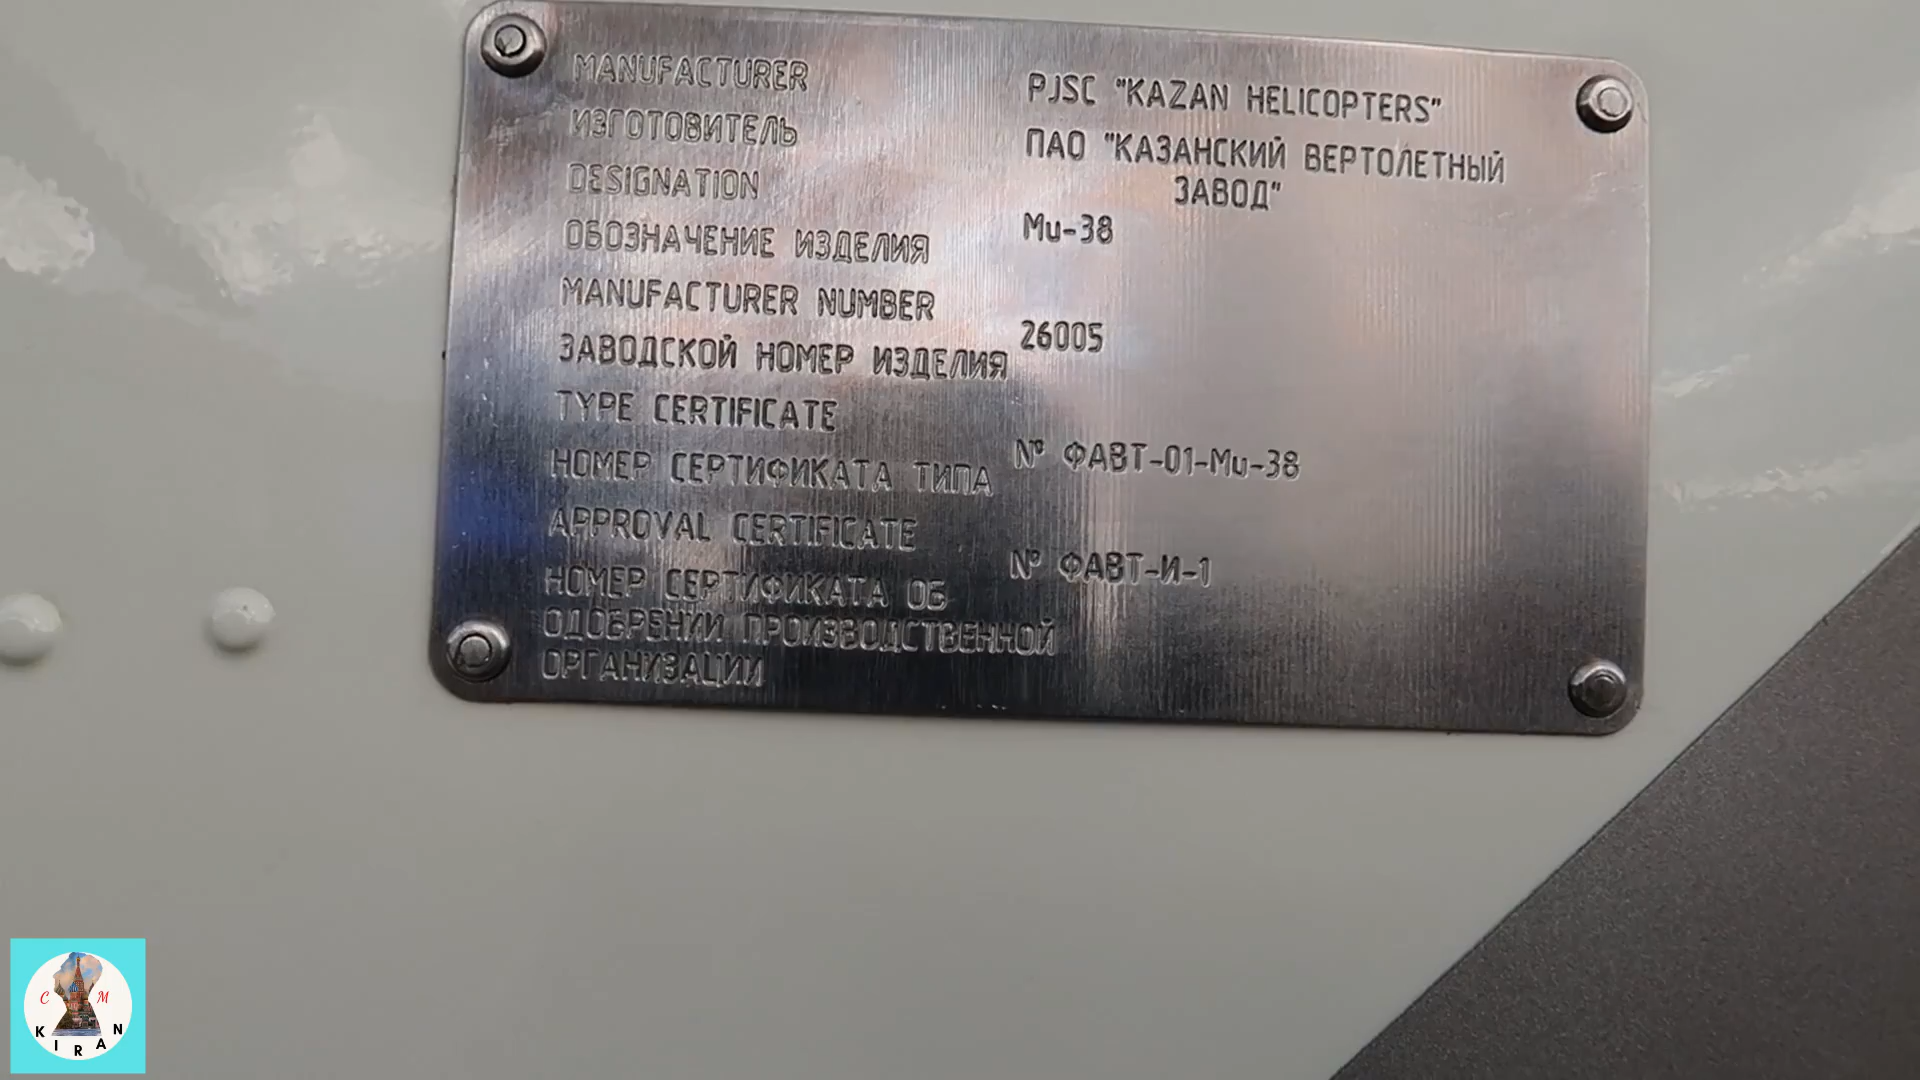 MANUFACTURER
PJSC "KAZAN HELICOPTERS"
ИЗГОТОВИТЕЛЬ
ПАО "КАЗАНСКИЙ ВЕРТОЛЕТНЫЙ
ЗАВОД"
DESIGNATION
Ми-38
ОБОЗНАЧЕНИЕ ИЗДЕЛИЯ
MANUFACTURER NUMBER
26005
ЗАВОДСКОЙ НОМЕР ИЗДЕЛИЯ
TYPE CERTIFICATE
№ ФАВТ-01-Ми-38
НОМЕР СЕРТИФИКАТА ТИПА
APPROVAL CERTIFICATE
№ ФАВТ-И-1
НОМЕР СЕРТИФИКАТА ОБ
ОДОБРЕНИИ ПРОИЗВОДСТВЕННОЙ
ОРГАНИЗАЦИИ
C M
KIRAN